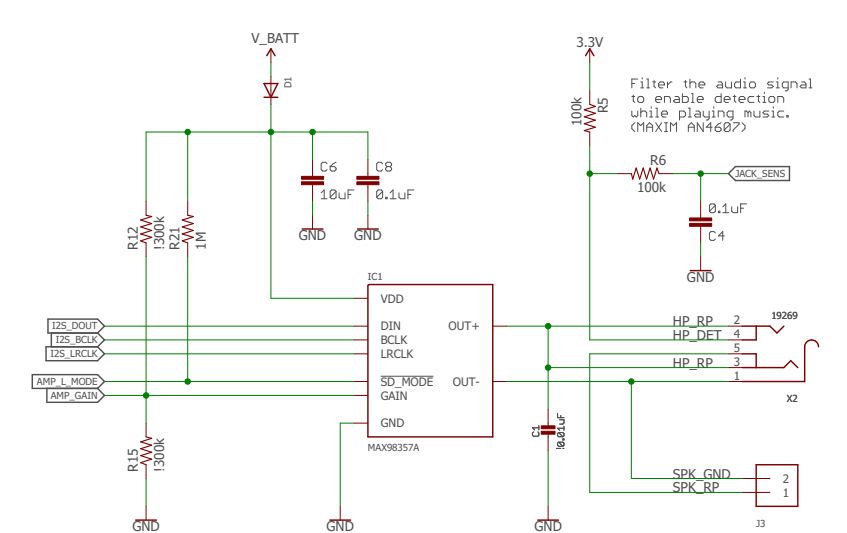 V_BATT
3.3V
D1
Filter the audio signal
to enable detection
while playing music.
(MAXIM AN4607)
100k
R5
R6
100k
JACK_SENS
C6
10uF
C8
0.1uF
0.1uF
C4
R12
!300k
R21
1M
GND
GND
GND
IC1
VDD
DIN
BCLK
LRCLK
SD_MODE
GAIN
GND
OUT+
OUT-
MAX98357A
I2S_DOUT
I2S_BCLK
I2S_LRCLK
AMP_L_MODE
AMP_GAIN
HP_RP
2
19269
HP_DET
4
5
HP_RP
3
1
X2
C1
!0.01uF
R15
!300k
SPK_GND
2
SPK_RP
1
J3
GND
GND
GND